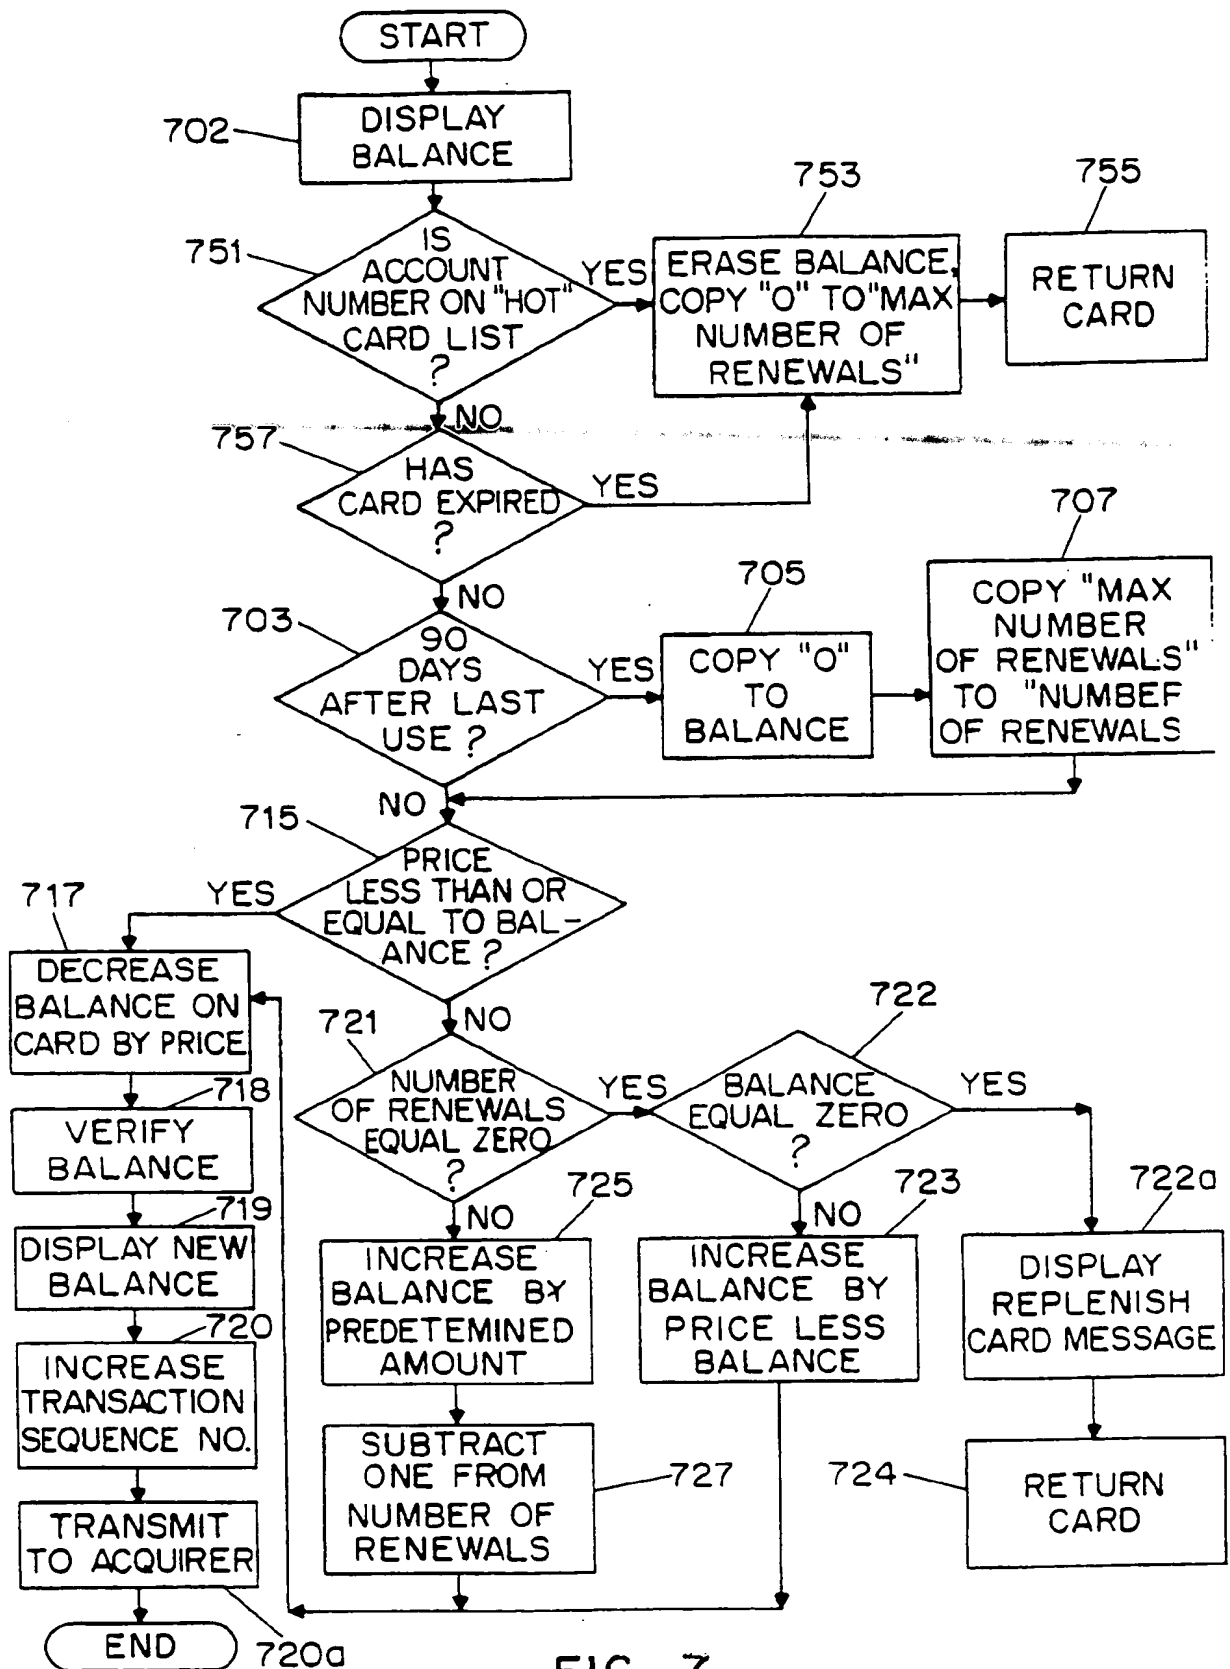 START
702
DISPLAY
BALANCE
751
IS
ACCOUNT
NUMBER ON "HOT"
CARD LIST
?
YES
753
ERASE BALANCE,
COPY "O" TO "MAX
NUMBER OF
RENEWALS"
755
RETURN
CARD
NO
757
HAS
CARD EXPIRED
?
YES
NO
703
90
DAYS
AFTER LAST
USE ?
YES
705
COPY "O"
TO
BALANCE
707
COPY "MAX
NUMBER
OF RENEWALS"
TO "NUMBER
OF RENEWALS
NO
715
PRICE
LESS THAN OR
EQUAL TO BAL-
ANCE ?
YES
717
DECREASE
BALANCE ON
CARD BY PRICE
718
VERIFY
BALANCE
719
DISPLAY NEW
BALANCE
720
INCREASE
TRANSACTION
SEQUENCE NO.
TRANSMIT
TO ACQUIRER
720a
END
NO
721
NUMBER
OF RENEWALS
EQUAL ZERO
?
YES
722
BALANCE
EQUAL ZERO
?
YES
NO
725
INCREASE
BALANCE BY
PREDETEMINED
AMOUNT
SUBTRACT
ONE FROM
NUMBER OF
RENEWALS
727
NO
723
INCREASE
BALANCE BY
PRICE LESS
BALANCE
722a
DISPLAY
REPLENISH
CARD MESSAGE
724
RETURN
CARD
FIG. 7